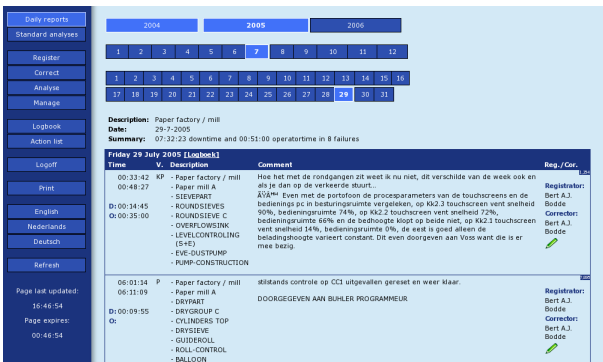 Daily reports
Standard analyses
Register
Correct
Analyse
Manage
Logbook
Action list
Logoff
Print
English
Nederlands
Deutsch
Refresh
Page last updated:
16:46:54
Page expires:
00:46:54
2004 2005 2006
1 2 3 4 5 6 7 8 9 10 11 12
1 2 3 4 5 6 7 8 9 10 11 12 13 14 15 16
17 18 19 20 21 22 23 24 25 26 27 28 29 30 31
Description: Paper factory / mill
Date: 29-7-2005
Summary: 07:32:23 downtime and 00:51:00 operatortime in 8 failures
Friday 29 July 2005 [Logboek]
Time V. Description Comment Reg./Cor.
00:33:42 KP - Paper factory / mill
00:48:27 - Paper mill A
- SIEVEPART
D: 00:14:45 - ROUNDSIEVES
O: 00:35:00 - ROUNDSIEVE C
- OVERFLOWSINK
- LEVELCONTROLING
(S+E)
- EVE-DUSTPUMP
- PUMP-CONSTRUCTION
Hoe het met de rondgangen zit weet ik nu niet, dit verschilde van de week ook en
als je dan op de verkeerde stuurt...
Even met de portofoon de procesparameters van de touchscreens en de
bedienings pc in besturingsruimte vergeleken, op Kk2.3 touchscreen vent snelheid
90%, bedieningsruimte 74%, op Kk2.2 touchscreen vent snelheid 72%,
bedieningsruimte 66% en de bedhoogte klopt op beide niet, op Kk2.1 touchscreen
vent snelheid 14%, bedieningsruimte 0%, de eest is goed alleen de
beladingshoogte varieert constant. Dit even doorgeven aan Voss want die is er
mee bezig.
Registrator:
Bert A.J.
Bodde
Corrector:
Bert A.J.
Bodde
06:01:14 P - Paper factory / mill
06:11:09 - Paper mill A
- DRYPART
D: 00:09:55 - DRYGROUP C
O: - CYLINDERS TOP
- DRYSIEVE
- GUIDEROLL
- ROLL-CONTROL
- BALLOON
stilstands controle op CC1 uitgevallen gereset en weer klaar.
DOORGEGEVEN AAN BUHLER PROGRAMMEUR
Registrator:
Bert A.J.
Bodde
Corrector:
Bert A.J.
Bodde